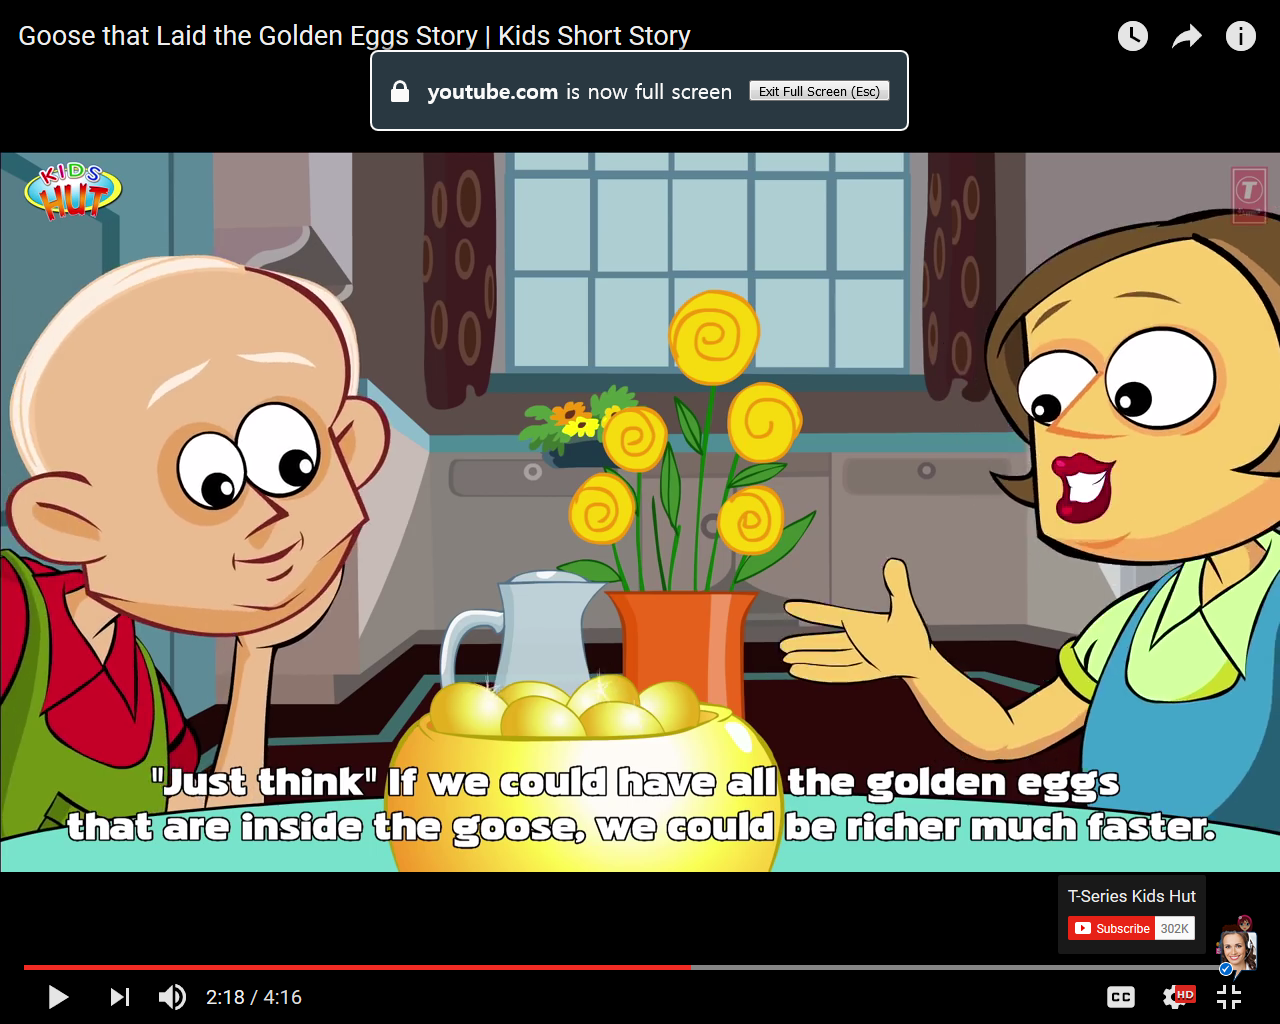 Goose that Laid the Golden Eggs Story | Kids Short Story
youtube.com is now full screen
Exit Full Screen (Esc)
KIDS
HUT
T
"Just think" If we could have all the golden eggs
that are inside the goose, we could be richer much faster.
T-Series Kids Hut
Subscribe 302K
2:18 / 4:16
CC
HD